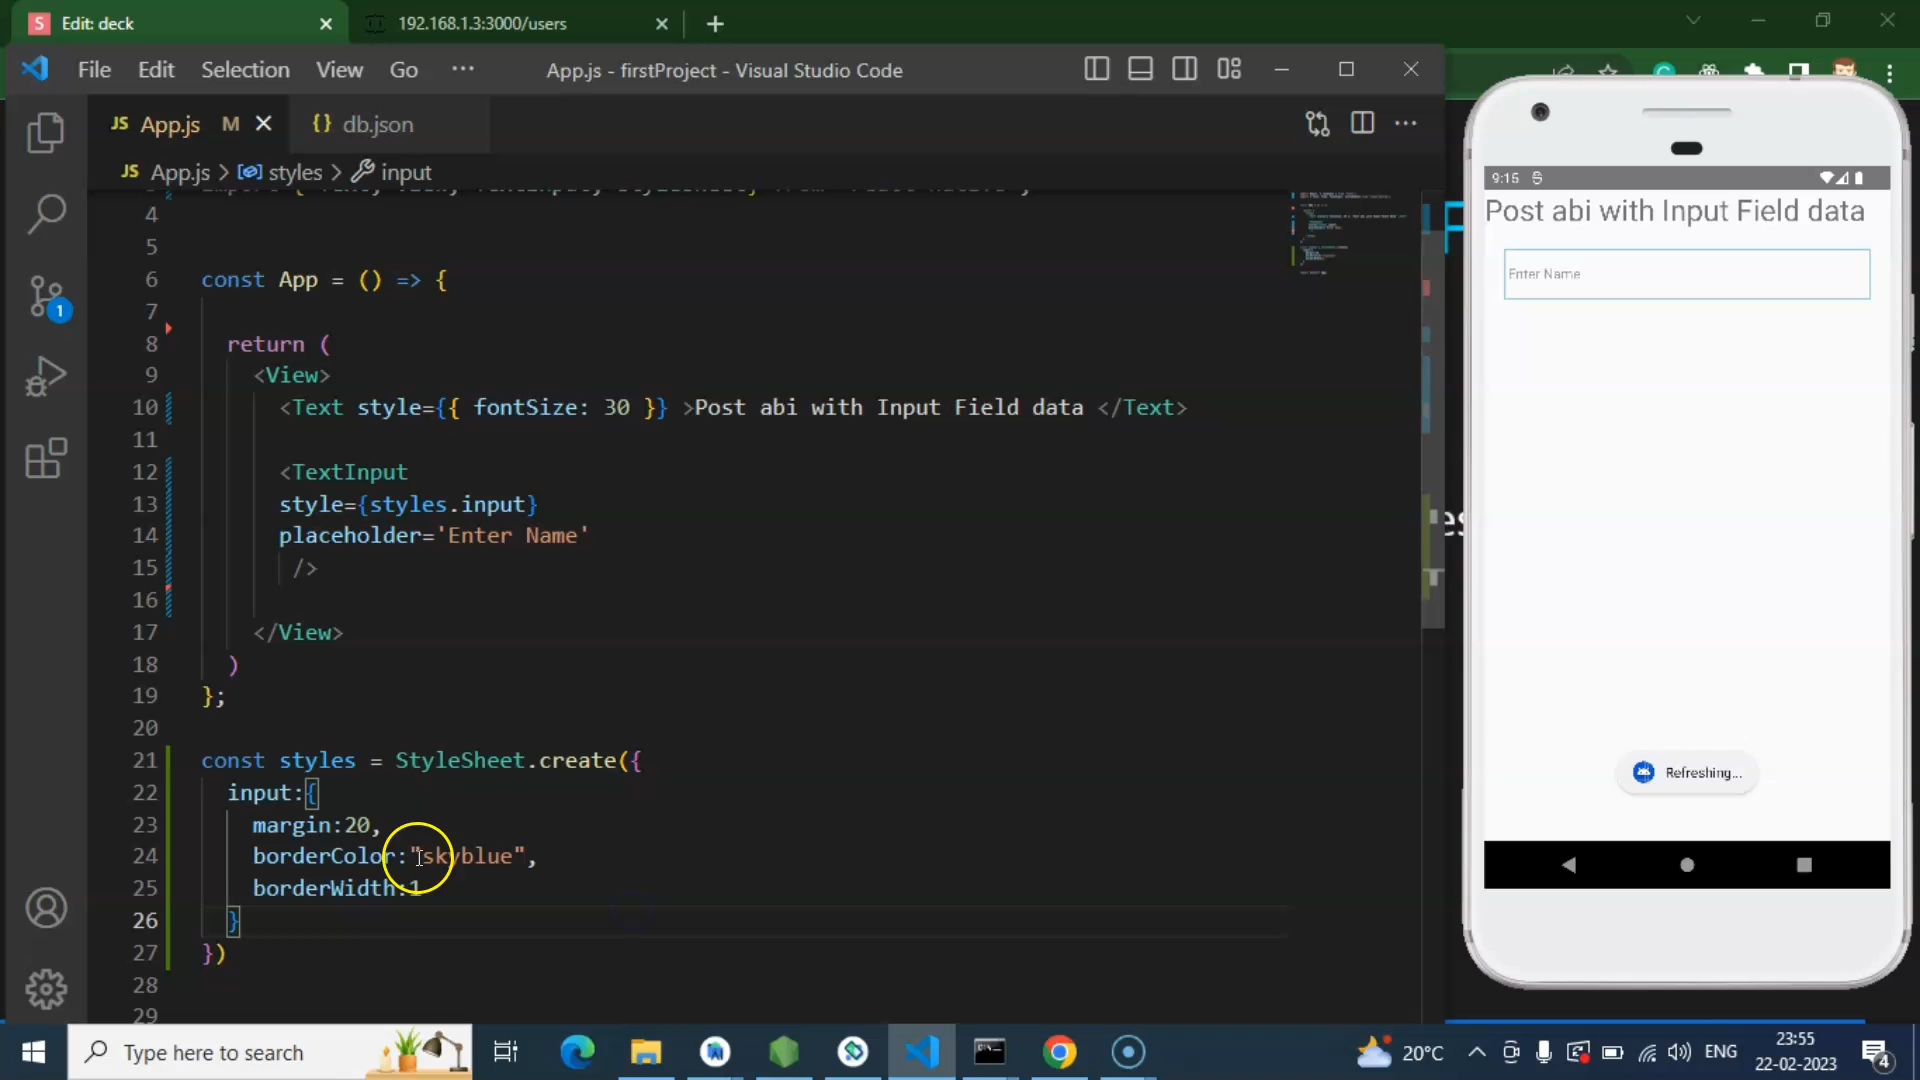 Edit: deck
192.168.1.3:3000/users
File Edit Selection View Go ···
App.js - firstProject - Visual Studio Code
JS App.js M
{} db.json
JS App.js > styles > input
4
5
6 const App = () => {
7
8 return (
9 <View>
10 <Text style={{ fontSize: 30 }} >Post abi with Input Field data </Text>
11
12 <TextInput
13 style={styles.input}
14 placeholder='Enter Name'
15 />
16
17 </View>
18 )
19 };
20
21 const styles = StyleSheet.create({
22 input:{
23 margin:20,
24 borderColor:"skyblue",
25 borderWidth:1
26 }
27 })
28
29
1
9:15
Post abi with Input Field data
Enter Name
Refreshing...
Type here to search
20°C
ENG
23:55
22-02-2023
4